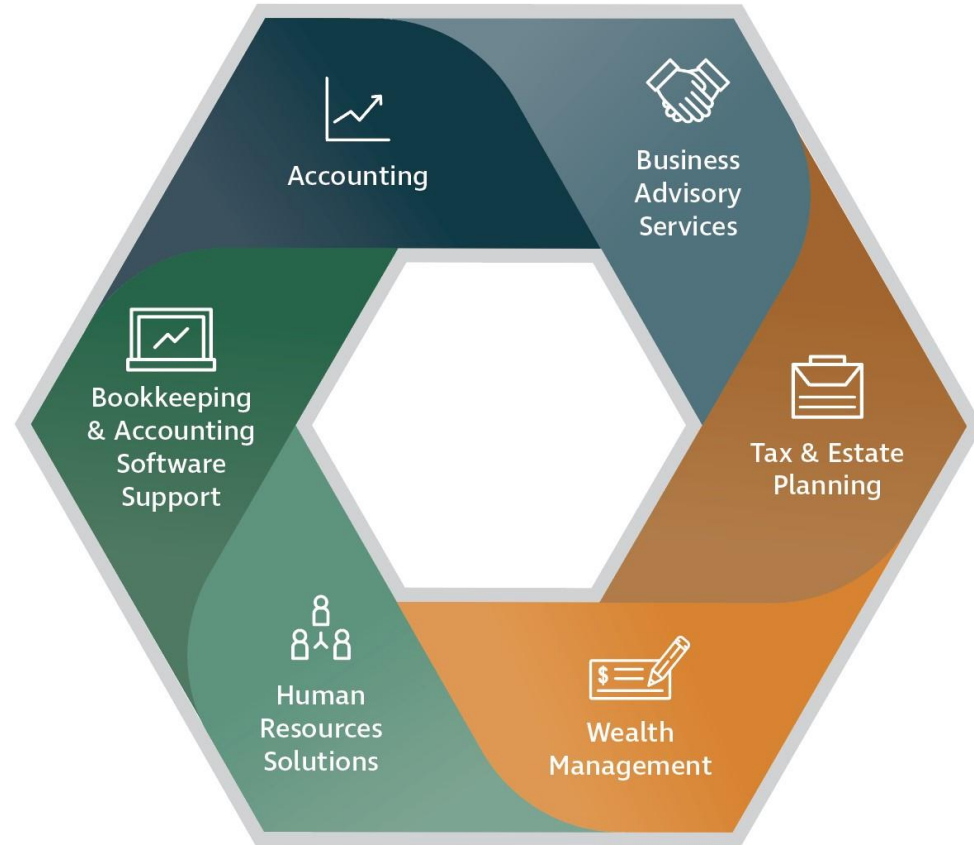 Accounting
Business
Advisory
Services
Tax & Estate
Planning
$
Wealth
Management
Human
Resources
Solutions
Bookkeeping
& Accounting
Software
Support